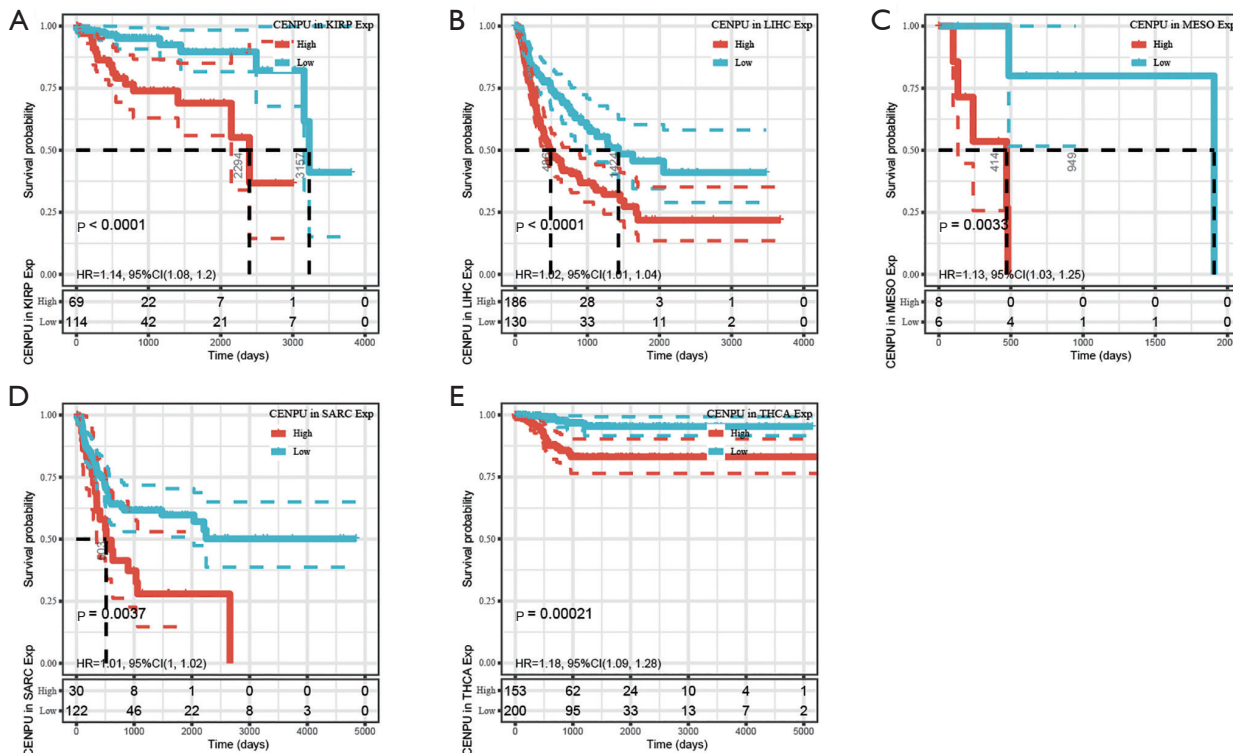 A
CENPU in KIRP Exp
High
Low
Survival probability
1.00
0.75
0.50
0.25
0.00
2294
3157
P < 0.0001
HR=1.14, 95%CI(1.08, 1.2)
CENPU in KIRP Exp
High 69 22 7 1 0
Low 114 42 21 7 0
0 1000 2000 3000 4000
Time (days)
B
CENPU in LIHC Exp
High
Low
Survival probability
1.00
0.75
0.50
0.25
0.00
1424
P < 0.0001
HR=1.02, 95%CI(1.01, 1.04)
CENPU in LIHC Exp
High 186 28 3 1 0
Low 130 33 11 2 0
0 1000 2000 3000 4000
Time (days)
C
CENPU in MESO Exp
High
Low
Survival probability
1.00
0.75
0.50
0.25
0.00
414
949
P = 0.0033
HR=1.13, 95%CI(1.03, 1.25)
CENPU in MESO Exp
High 8 0 0 0 0
Low 6 4 1 1 0
0 500 1000 1500 200
Time (days)
D
CENPU in SARC Exp
High
Low
Survival probability
1.00
0.75
0.50
0.25
0.00
P = 0.0037
HR=1.01, 95%CI(1, 1.02)
CENPU in SARC Exp
High 30 8 1 0 0 0
Low 122 46 22 8 3 0
0 1000 2000 3000 4000 5000
Time (days)
E
CENPU in THCA Exp
High
Low
Survival probability
1.00
0.75
0.50
0.25
0.00
P = 0.00021
HR=1.18, 95%CI(1.09, 1.28)
CENPU in THCA Exp
High 153 62 24 10 4 1
Low 200 95 33 13 7 2
0 1000 2000 3000 4000 5000
Time (days)